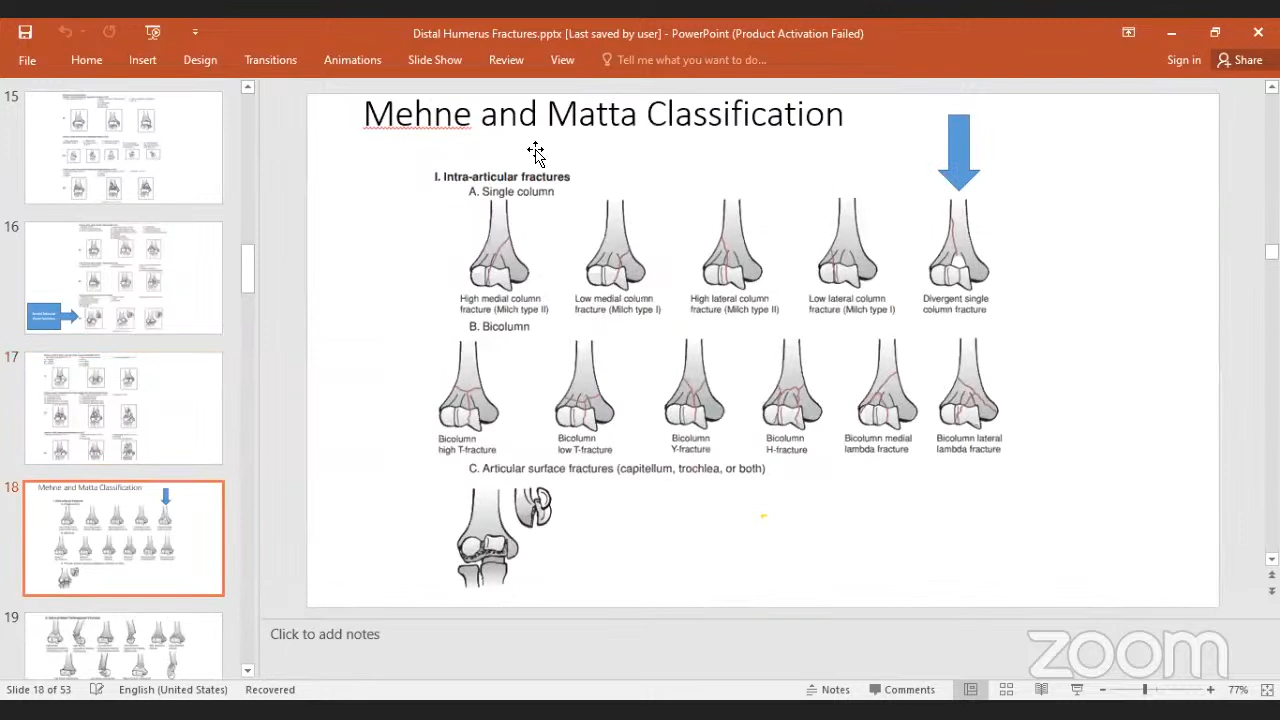 Distal Humerus Fractures.pptx [Last saved by user] - PowerPoint (Product Activation Failed)
File Home Insert Design Transitions Animations Slide Show Review View Tell me what you want to do... Sign in Share
15
16
17
18
Mehne and Matta Classification
19
Mehne and Matta Classification
I. Intra-articular fractures
A. Single column
High medial column
fracture (Milch type II)
Low medial column
fracture (Milch type I)
High lateral column
fracture (Milch type II)
Low lateral column
fracture (Milch type I)
Divergent single
column fracture
B. Bicolumn
Bicolumn
high T-fracture
Bicolumn
low T-fracture
Bicolumn
Y-fracture
Bicolumn
H-fracture
Bicolumn medial
lambda fracture
Bicolumn lateral
lambda fracture
C. Articular surface fractures (capitellum, trochlea, or both)
Click to add notes
zoom
Slide 18 of 53 English (United States) Recovered Notes Comments 77%